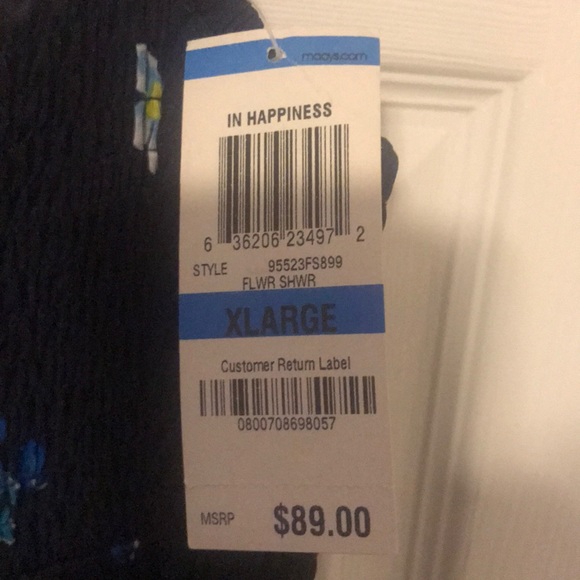 macys.com
IN HAPPINESS
6 36206 23497 2
STYLE 95523FS899
FLWR SHWR
XLARGE
Customer Return Label
0800708698057
MSRP $89.00